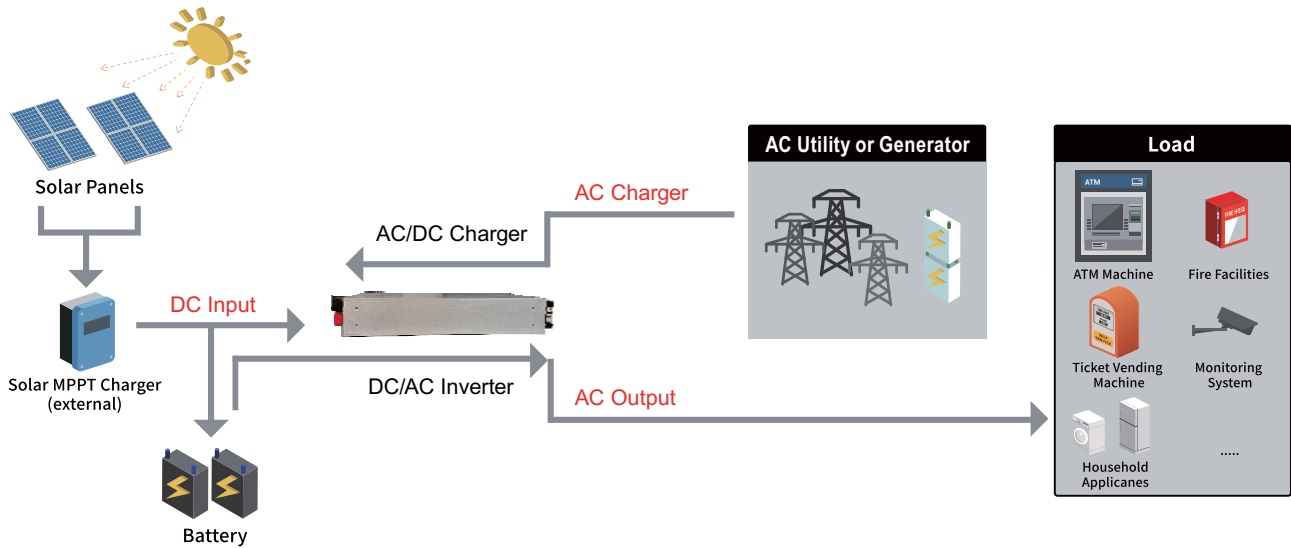 Solar Panels
AC Utility or Generator
Load
AC Charger
AC/DC Charger
DC Input
Solar MPPT Charger
(external)
DC/AC Inverter
AC Output
Battery
ATM
ATM Machine
FIRE HOSE
Fire Facilities
SELF
SERVICE
Ticket Vending
Machine
Monitoring
System
Household
Applicanes
.....